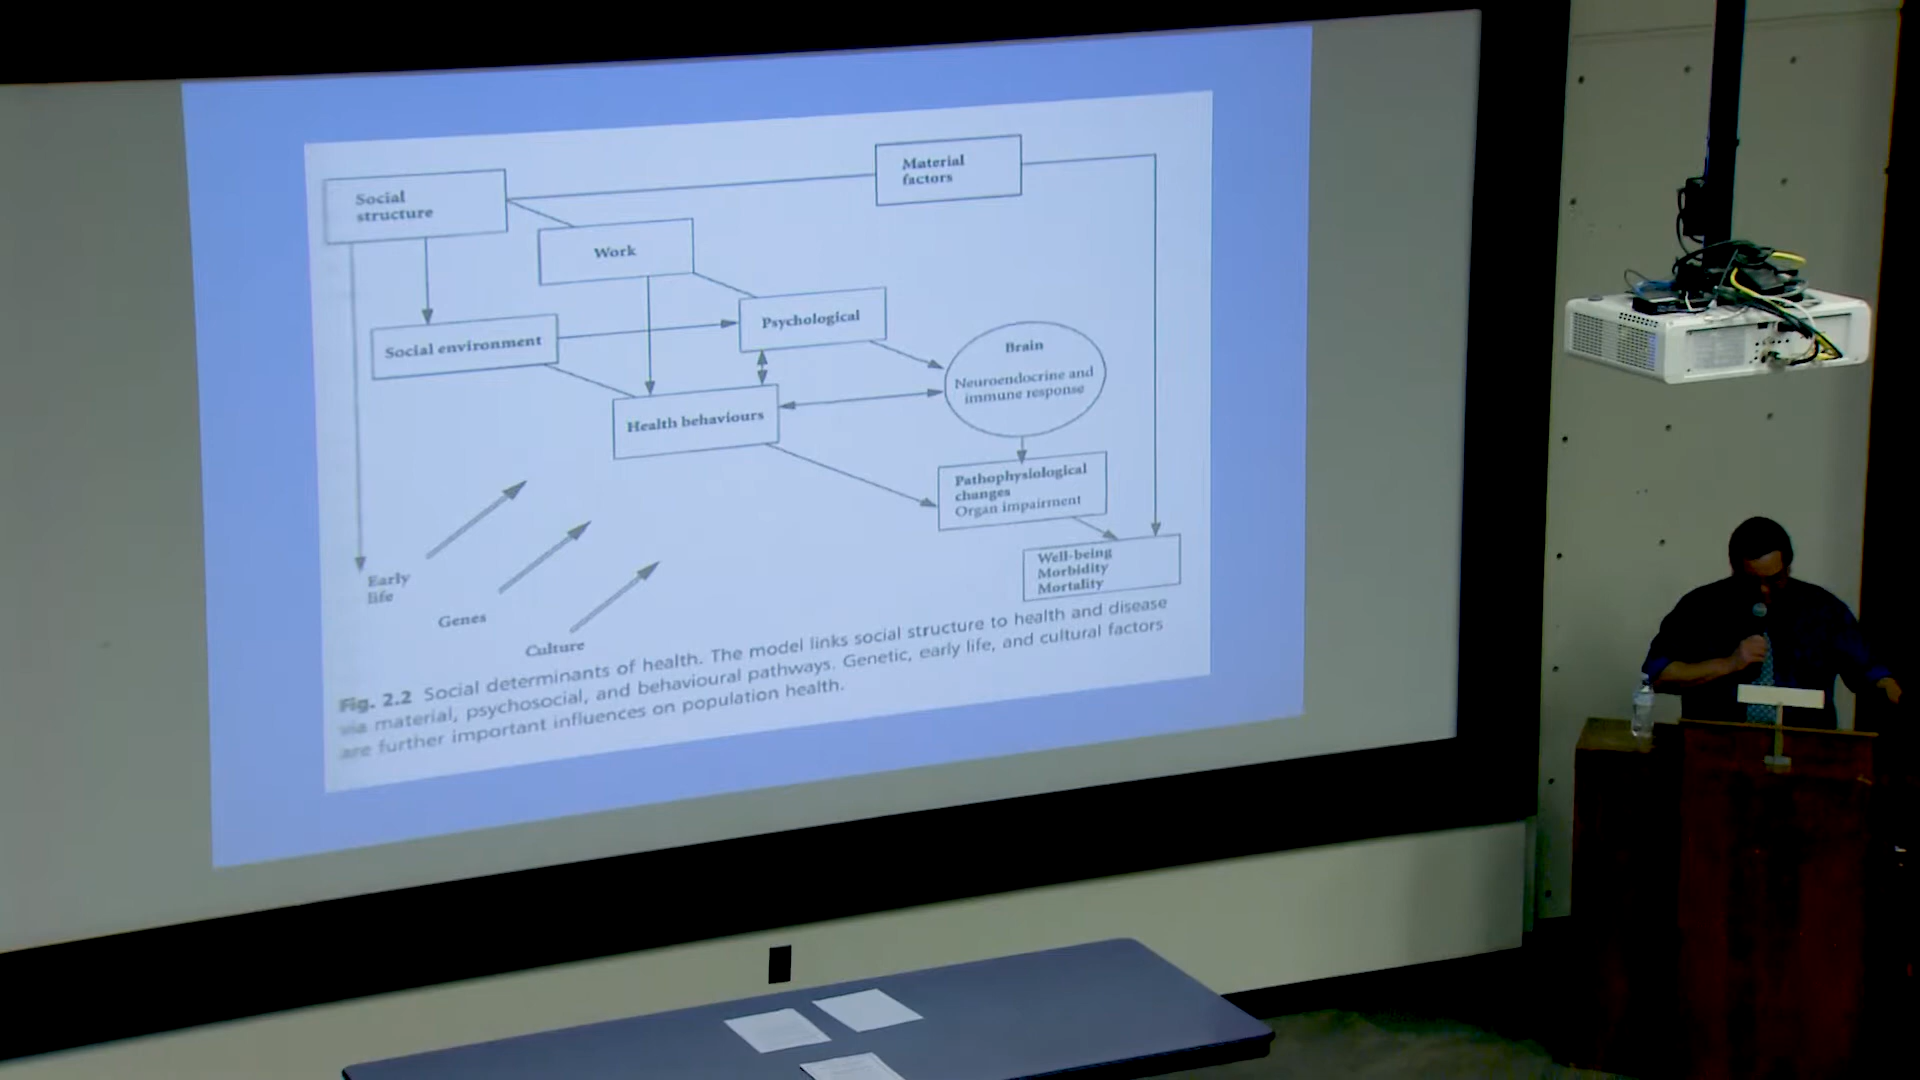 Social
structure
Material
factors
Work
Psychological
Social environment
Brain
Neuroendocrine and
immune response
Health behaviours
Pathophysiological
changes
Organ impairment
Well-being
Morbidity
Mortality
Early
life
Genes
Culture
Fig. 2.2 Social determinants of health. The model links social structure to health and disease
via material, psychosocial, and behavioural pathways. Genetic, early life, and cultural factors
are further important influences on population health.